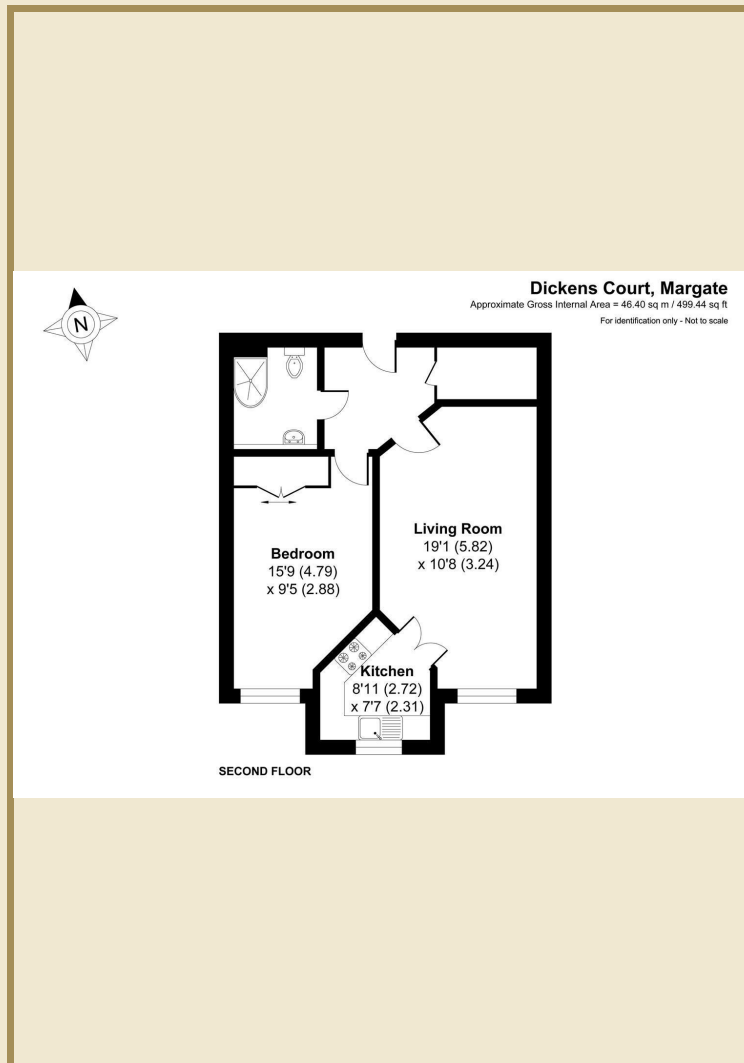 Dickens Court, Margate
Approximate Gross Internal Area = 46.40 sq m / 499.44 sq ft
For identification only - Not to scale
N
Living Room
19'1 (5.82)
x 10'8 (3.24)
Bedroom
15'9 (4.79)
x 9'5 (2.88)
Kitchen
8'11 (2.72)
x 7'7 (2.31)
SECOND FLOOR